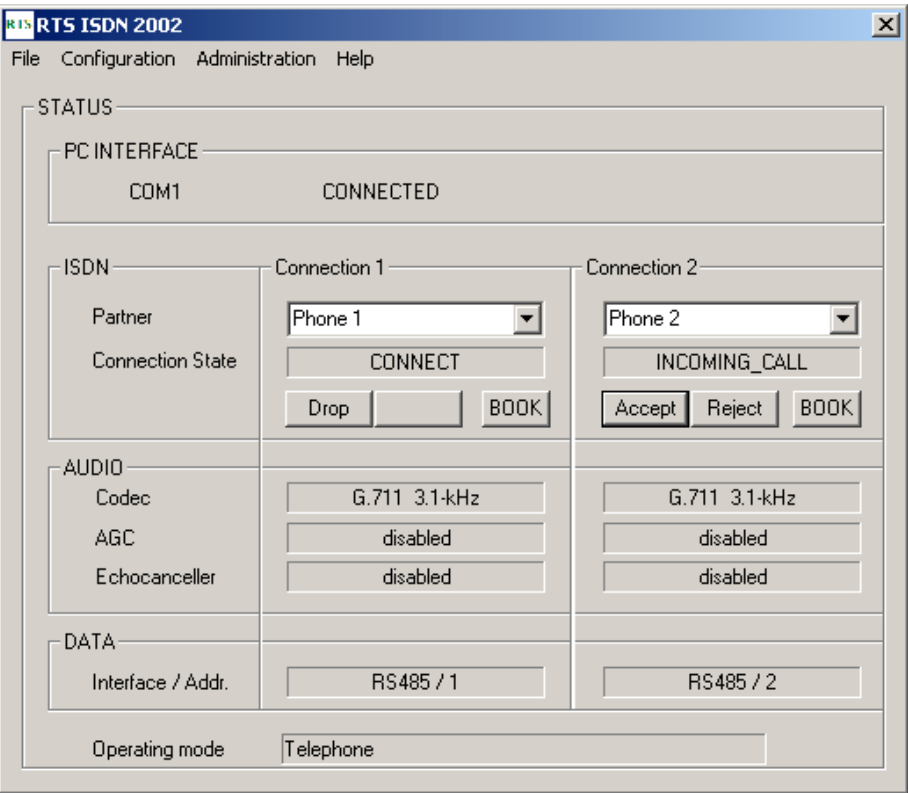 RTS RTS ISDN 2002
File Configuration Administration Help
STATUS
PC INTERFACE
COM1 CONNECTED
ISDN Connection 1 Connection 2
Partner Phone 1 Phone 2
Connection State CONNECT INCOMING_CALL
Drop BOOK Accept Reject BOOK
AUDIO
Codec G.711 3.1-kHz G.711 3.1-kHz
AGC disabled disabled
Echocanceller disabled disabled
DATA
Interface / Addr. RS485 / 1 RS485 / 2
Operating mode Telephone